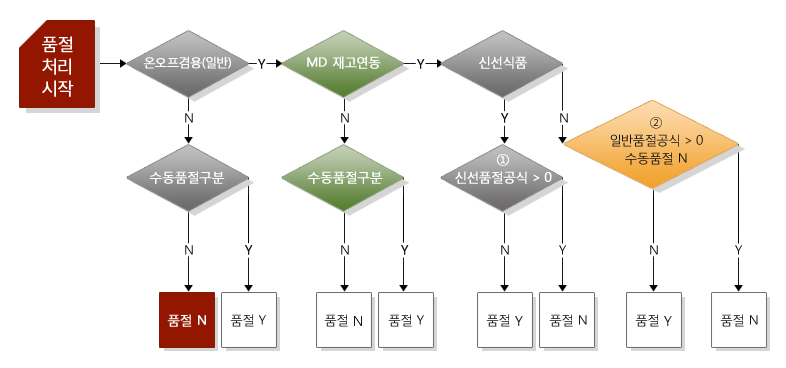 품절
처리
시작
온오프겸용(일반)
Y
MD 재고연동
Y
신선식품
N
N
Y
N
수동품절구분
수동품절구분
①
신선품절공식 > 0
②
일반품절공식 > 0
수동품절 N
N
Y
N
Y
N
Y
N
Y
품절 N
품절 Y
품절 N
품절 Y
품절 Y
품절 N
품절 Y
품절 N